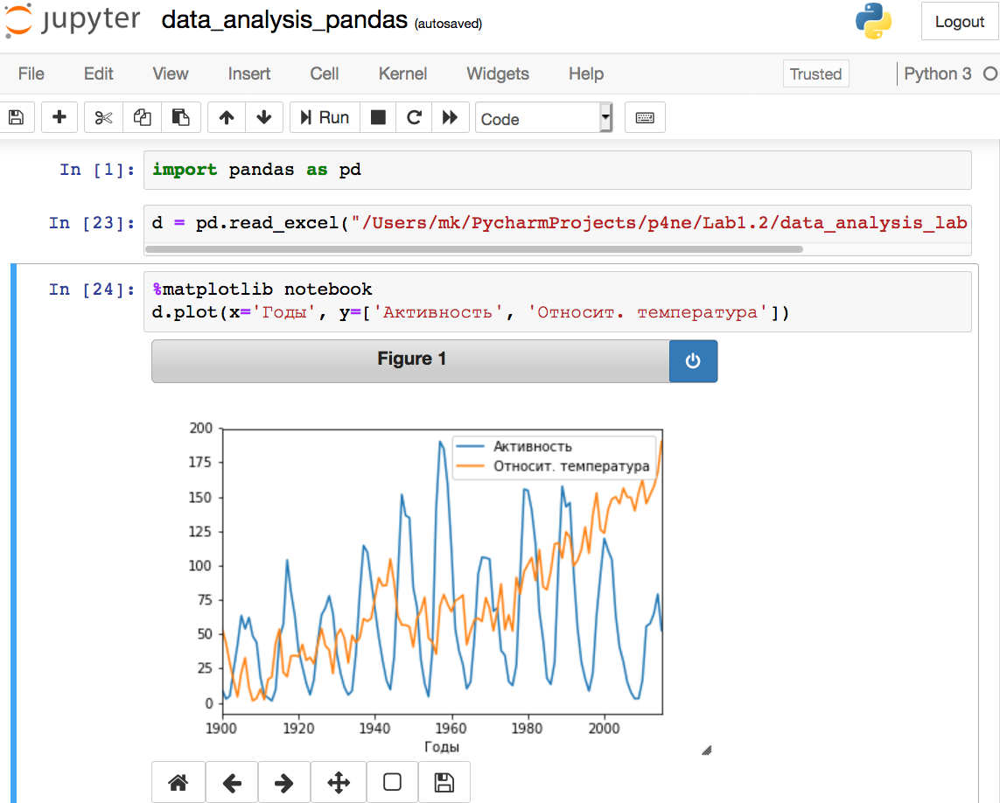 jupyter data_analysis_pandas (autosaved) Logout
File Edit View Insert Cell Kernel Widgets Help Trusted Python 3
Run Code
In [1]: import pandas as pd
In [23]: d = pd.read_excel("/Users/mk/PycharmProjects/p4ne/Lab1.2/data_analysis_lab
In [24]: %matplotlib notebook
d.plot(x='Годы', y=['Активность', 'Относит. температура'])
Figure 1
200
Активность
175
Относит. температура
150
125
100
75
50
25
0
1900 1920 1940 1960 1980 2000
Годы